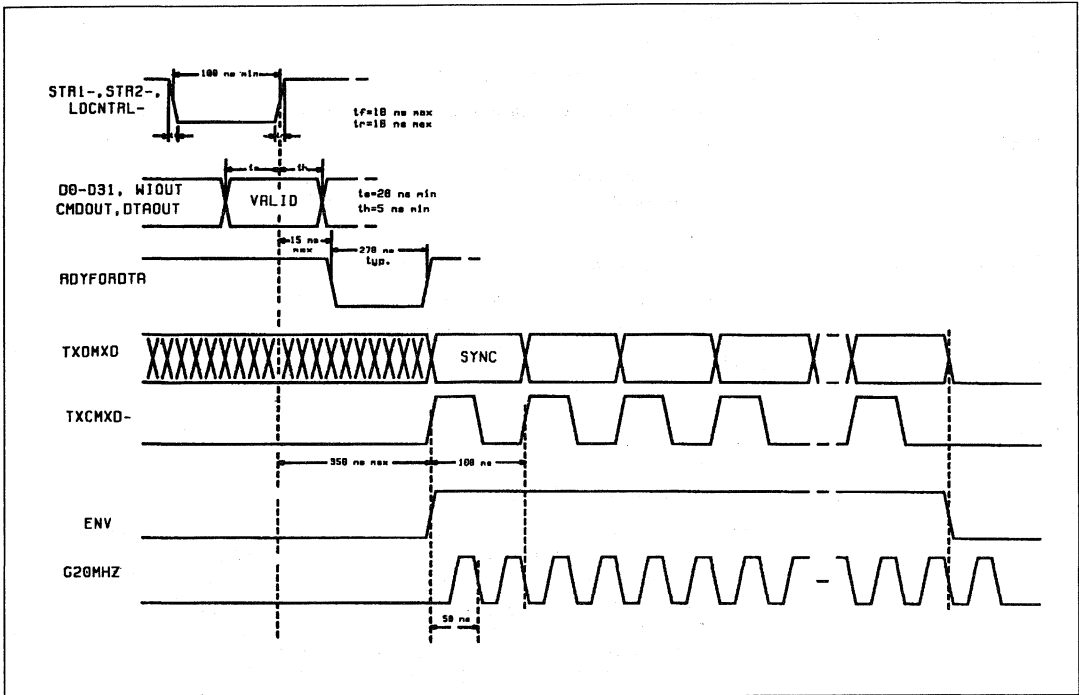 100 ns min
STR1-,STR2-,
LOCNTRL-
tf=10 ns max
tr=10 ns max
ts
th
D0-D31, WIOUT
CMDOUT,DTAOUT
VALID
ts=20 ns min
th=5 ns min
15 ns
max
270 ns
typ.
RDYFORDTA
TXDMXD
SYNC
TXCMXD-
350 ns max
100 ns
ENV
G20MHZ
50 ns